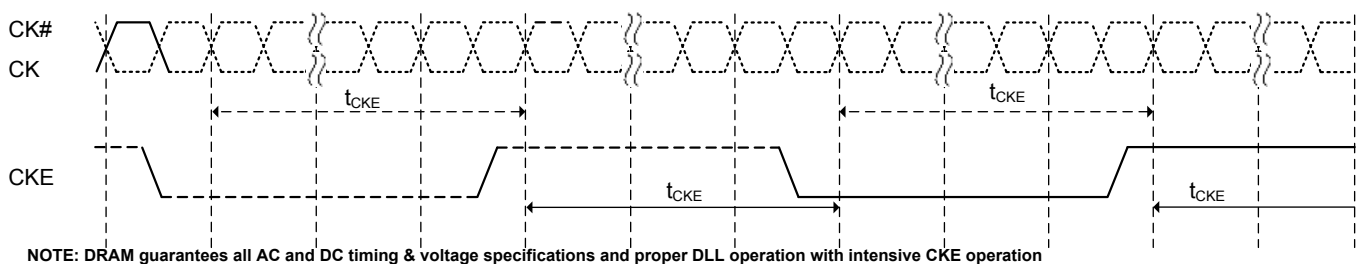 CK#
CK
tCKE
tCKE
CKE
tCKE
tCKE
NOTE: DRAM guarantees all AC and DC timing & voltage specifications and proper DLL operation with intensive CKE operation